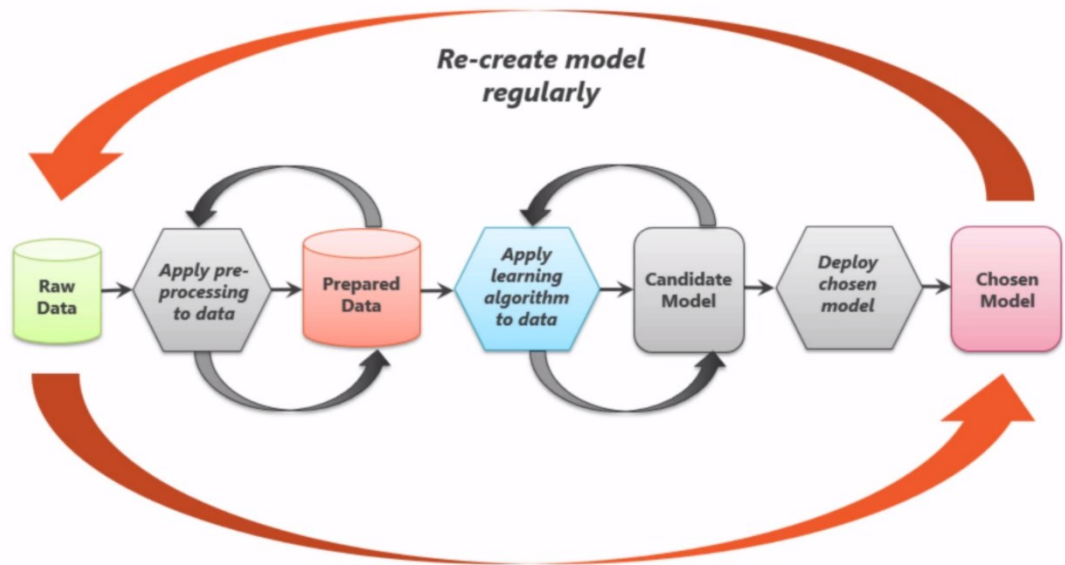 Re-create model
regularly
Raw
Data
Apply pre-
processing
to data
Prepared
Data
Apply
learning
algorithm
to data
Candidate
Model
Deploy
chosen
model
Chosen
Model